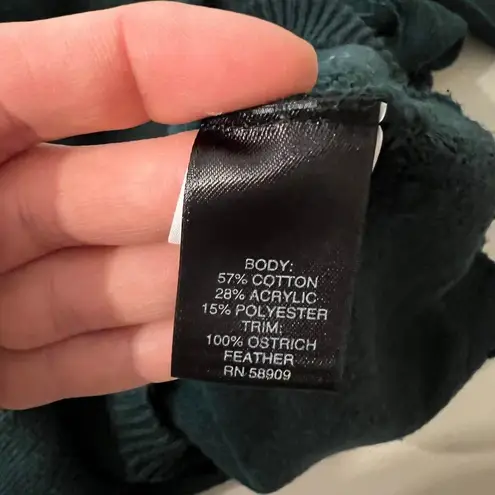 BODY:
57% COTTON
28% ACRYLIC
15% POLYESTER
TRIM:
100% OSTRICH
FEATHER
RN 58909